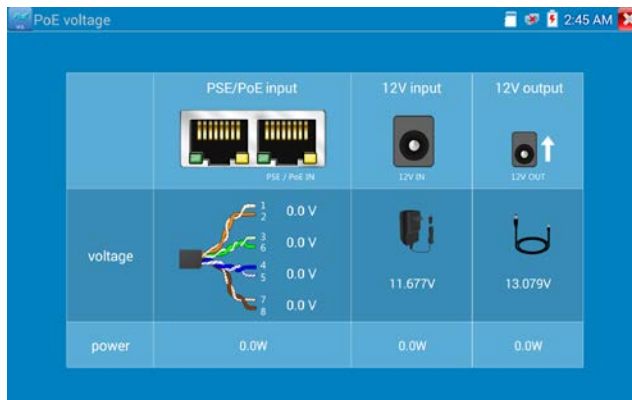 PoE voltage
2:45 AM
PSE/PoE input
12V input
12V output
PSE / PoE IN
12V IN
12V OUT
voltage
1
2
0.0 V
3
6
0.0 V
4
5
0.0 V
7
8
0.0 V
11.677V
13.079V
power
0.0W
0.0W
0.0W